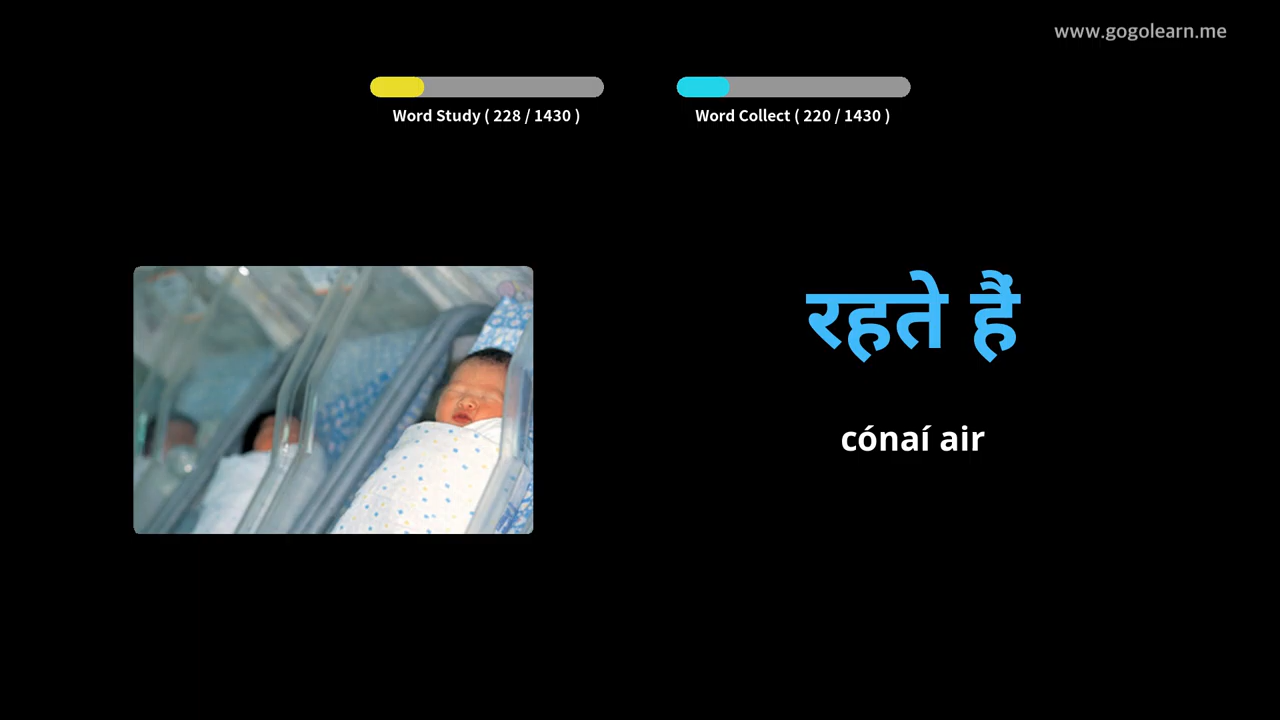 www.gogolearn.me
Word Study ( 228 / 1430 )
Word Collect ( 220 / 1430 )
रहते हैं
cónaí air